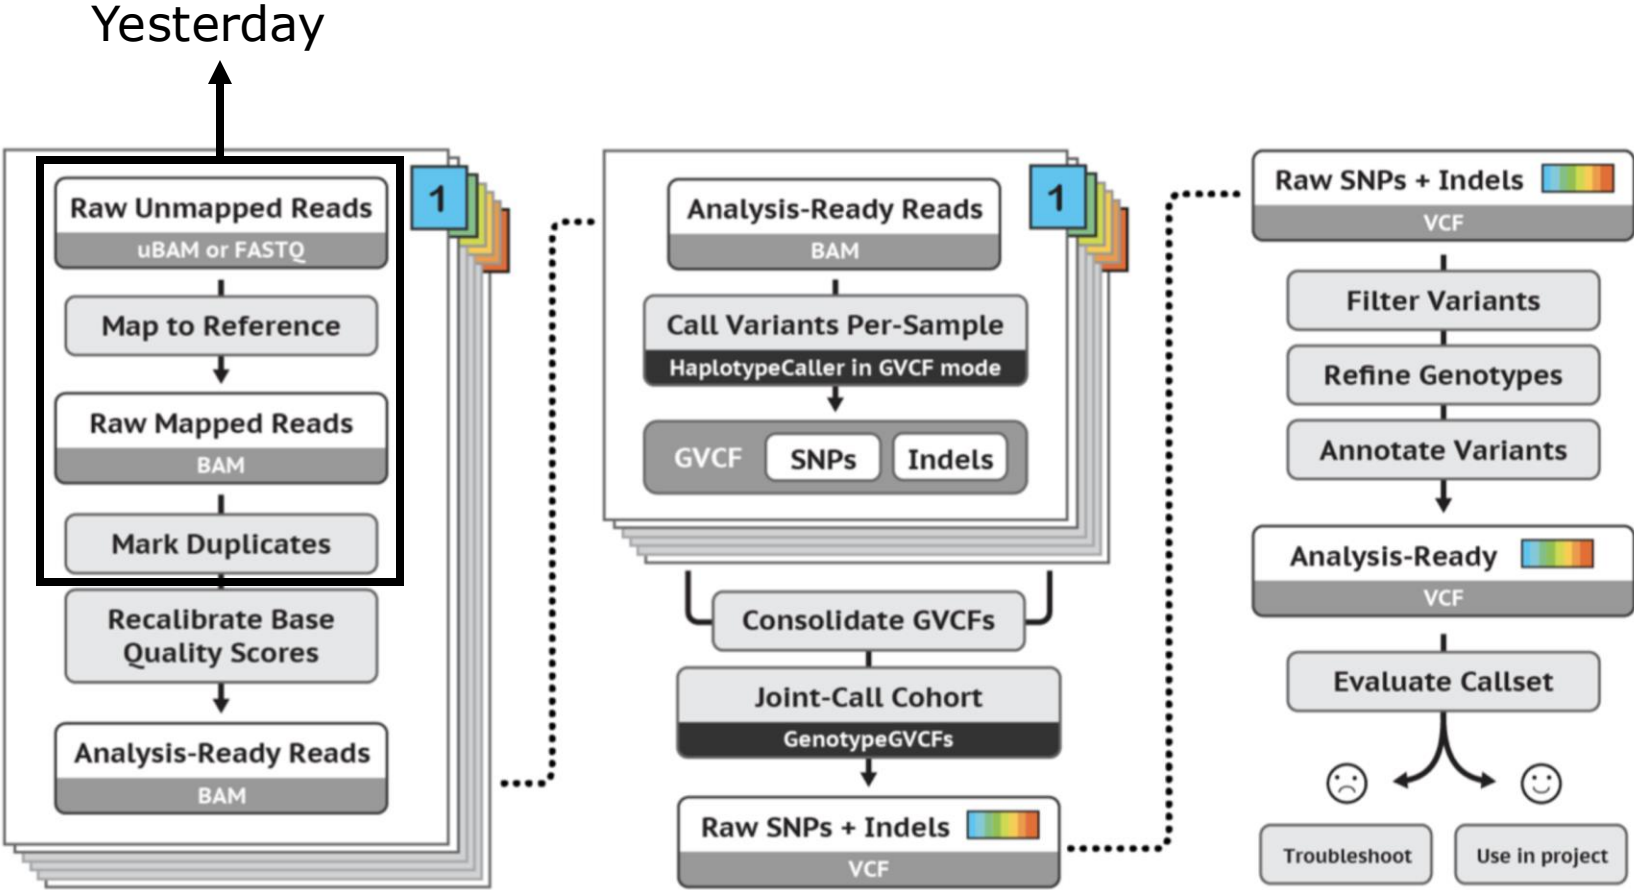 Yesterday
1
Raw Unmapped Reads
uBAM or FASTQ
Map to Reference
Raw Mapped Reads
BAM
Mark Duplicates
Recalibrate Base
Quality Scores
Analysis-Ready Reads
BAM
1
Analysis-Ready Reads
BAM
Call Variants Per-Sample
HaplotypeCaller in GVCF mode
GVCF SNPs Indels
Consolidate GVCFs
Joint-Call Cohort
GenotypeGVCFs
Raw SNPs + Indels
VCF
Raw SNPs + Indels
VCF
Filter Variants
Refine Genotypes
Annotate Variants
Analysis-Ready
VCF
Evaluate Callset
Troubleshoot
Use in project